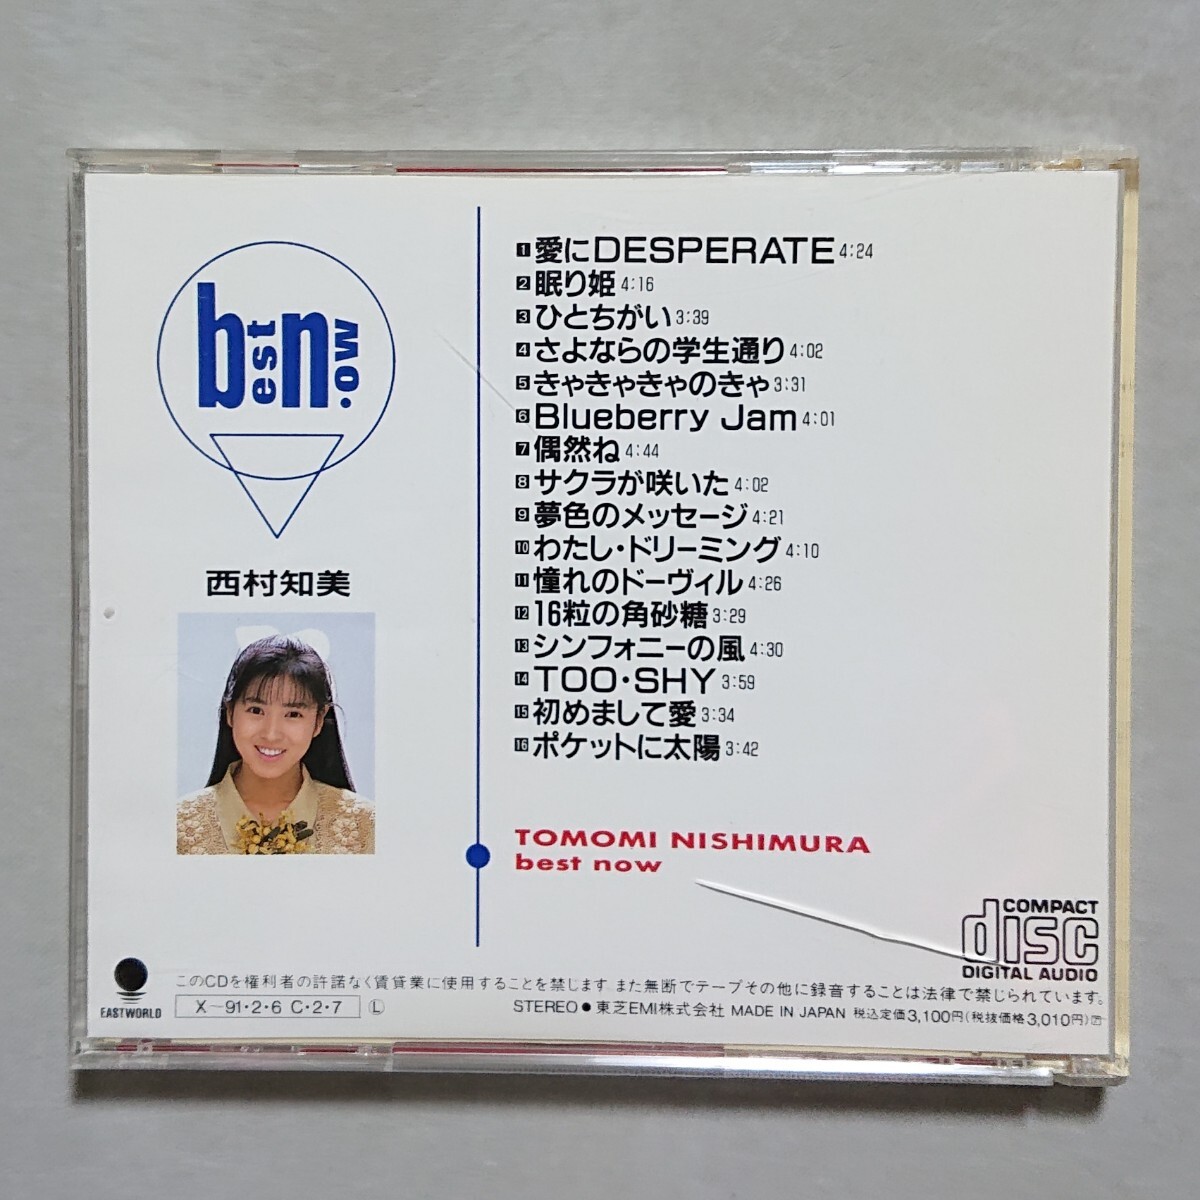 best now.
西村知美
1 愛にDESPERATE 4:24
2 眠り姫 4:16
3 ひとちがい 3:39
4 さよならの学生通り 4:02
5 きゃきゃきゃのきゃ 3:31
6 Blueberry Jam 4:01
7 偶然ね 4:44
8 サクラが咲いた 4:02
9 夢色のメッセージ 4:21
10 わたし・ドリーミング 4:10
11 憧れのドーヴィル 4:26
12 16粒の角砂糖 3:29
13 シンフォニーの風 4:30
14 TOO・SHY 3:59
15 初めまして愛 3:34
16 ポケットに太陽 3:42
TOMOMI NISHIMURA
best now
COMPACT
disc
DIGITAL AUDIO
EASTWORLD
このCDを権利者の許諾なく賃貸業に使用することを禁じます。また無断でテープその他に録音することは法律で禁じられています。
X-91・2・6 C・2・7 Ⓛ
STEREO ● 東芝EMI株式会社 MADE IN JAPAN 税込定価3,100円(税抜価格3,010円)